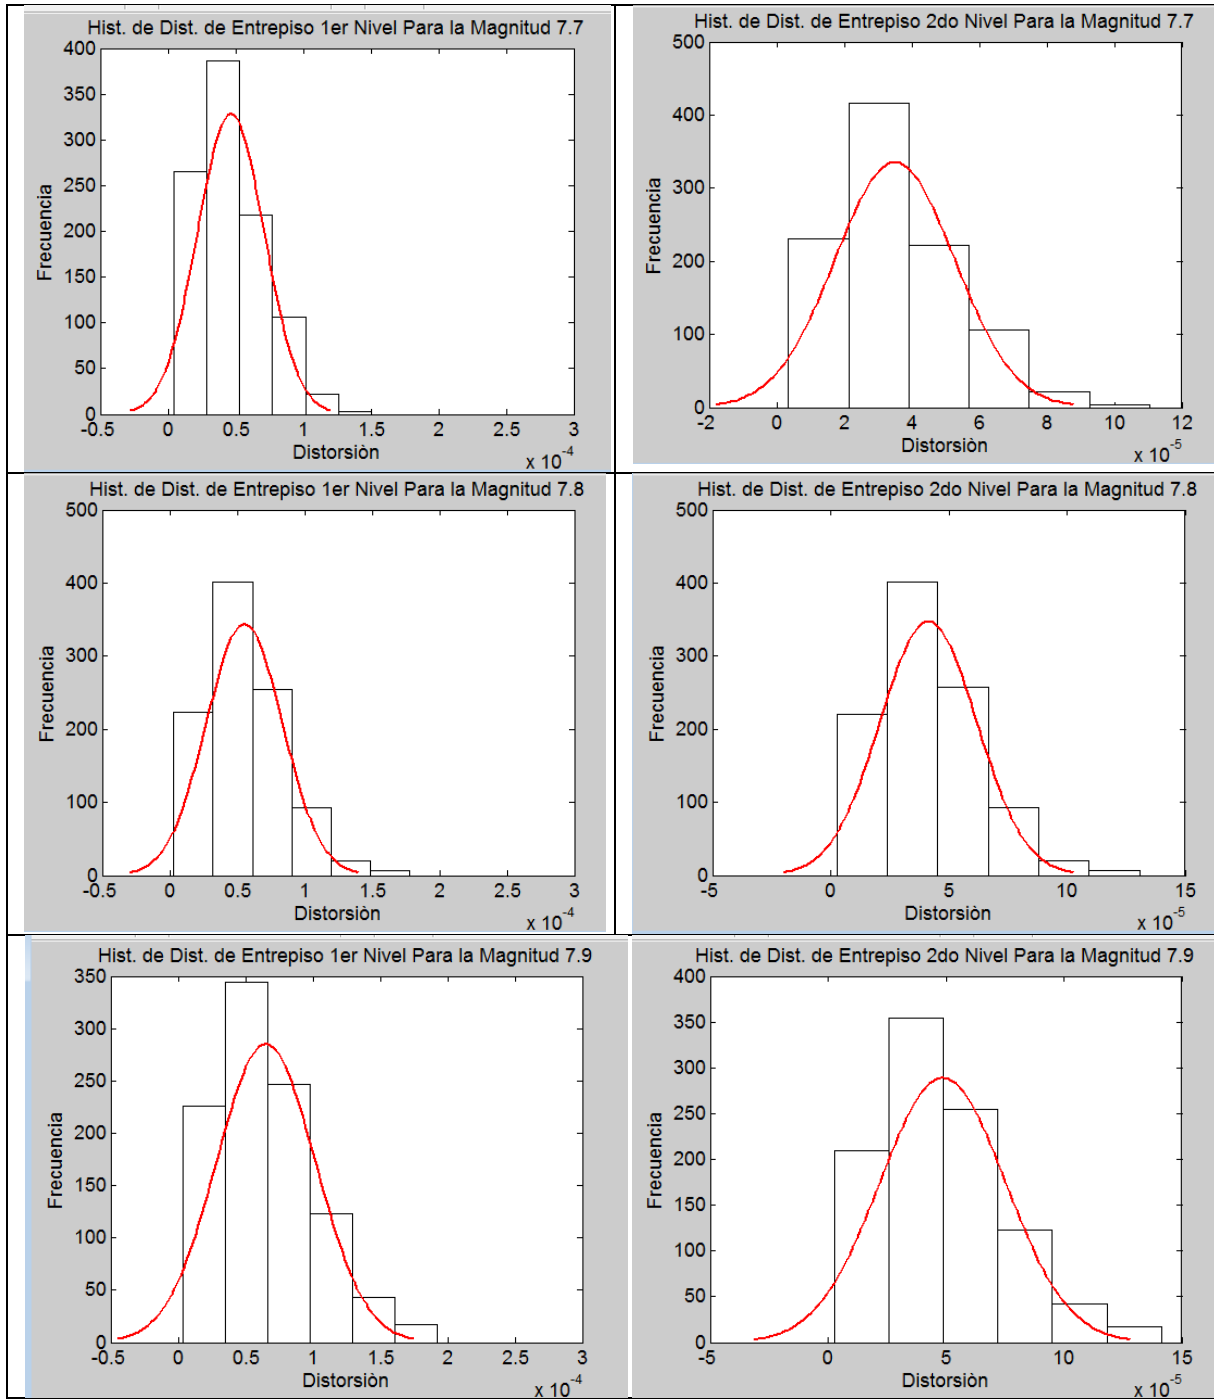 Hist. de Dist. de Entrepiso 1er Nivel Para la Magnitud 7.7
400
350
300
250
200
150
100
50
0
Frecuencia
-0.5 0 0.5 1 1.5 2 2.5 3
Distorsiòn
x 10^-4
Hist. de Dist. de Entrepiso 2do Nivel Para la Magnitud 7.7
500
400
300
200
100
0
Frecuencia
-2 0 2 4 6 8 10 12
Distorsiòn
x 10^-5
Hist. de Dist. de Entrepiso 1er Nivel Para la Magnitud 7.8
500
400
300
200
100
0
Frecuencia
-0.5 0 0.5 1 1.5 2 2.5 3
Distorsiòn
x 10^-4
Hist. de Dist. de Entrepiso 2do Nivel Para la Magnitud 7.8
500
400
300
200
100
0
Frecuencia
-5 0 5 10 15
Distorsiòn
x 10^-5
Hist. de Dist. de Entrepiso 1er Nivel Para la Magnitud 7.9
350
300
250
200
150
100
50
0
Frecuencia
-0.5 0 0.5 1 1.5 2 2.5 3
Distorsiòn
x 10^-4
Hist. de Dist. de Entrepiso 2do Nivel Para la Magnitud 7.9
400
350
300
250
200
150
100
50
0
Frecuencia
-5 0 5 10 15
Distorsiòn
x 10^-5